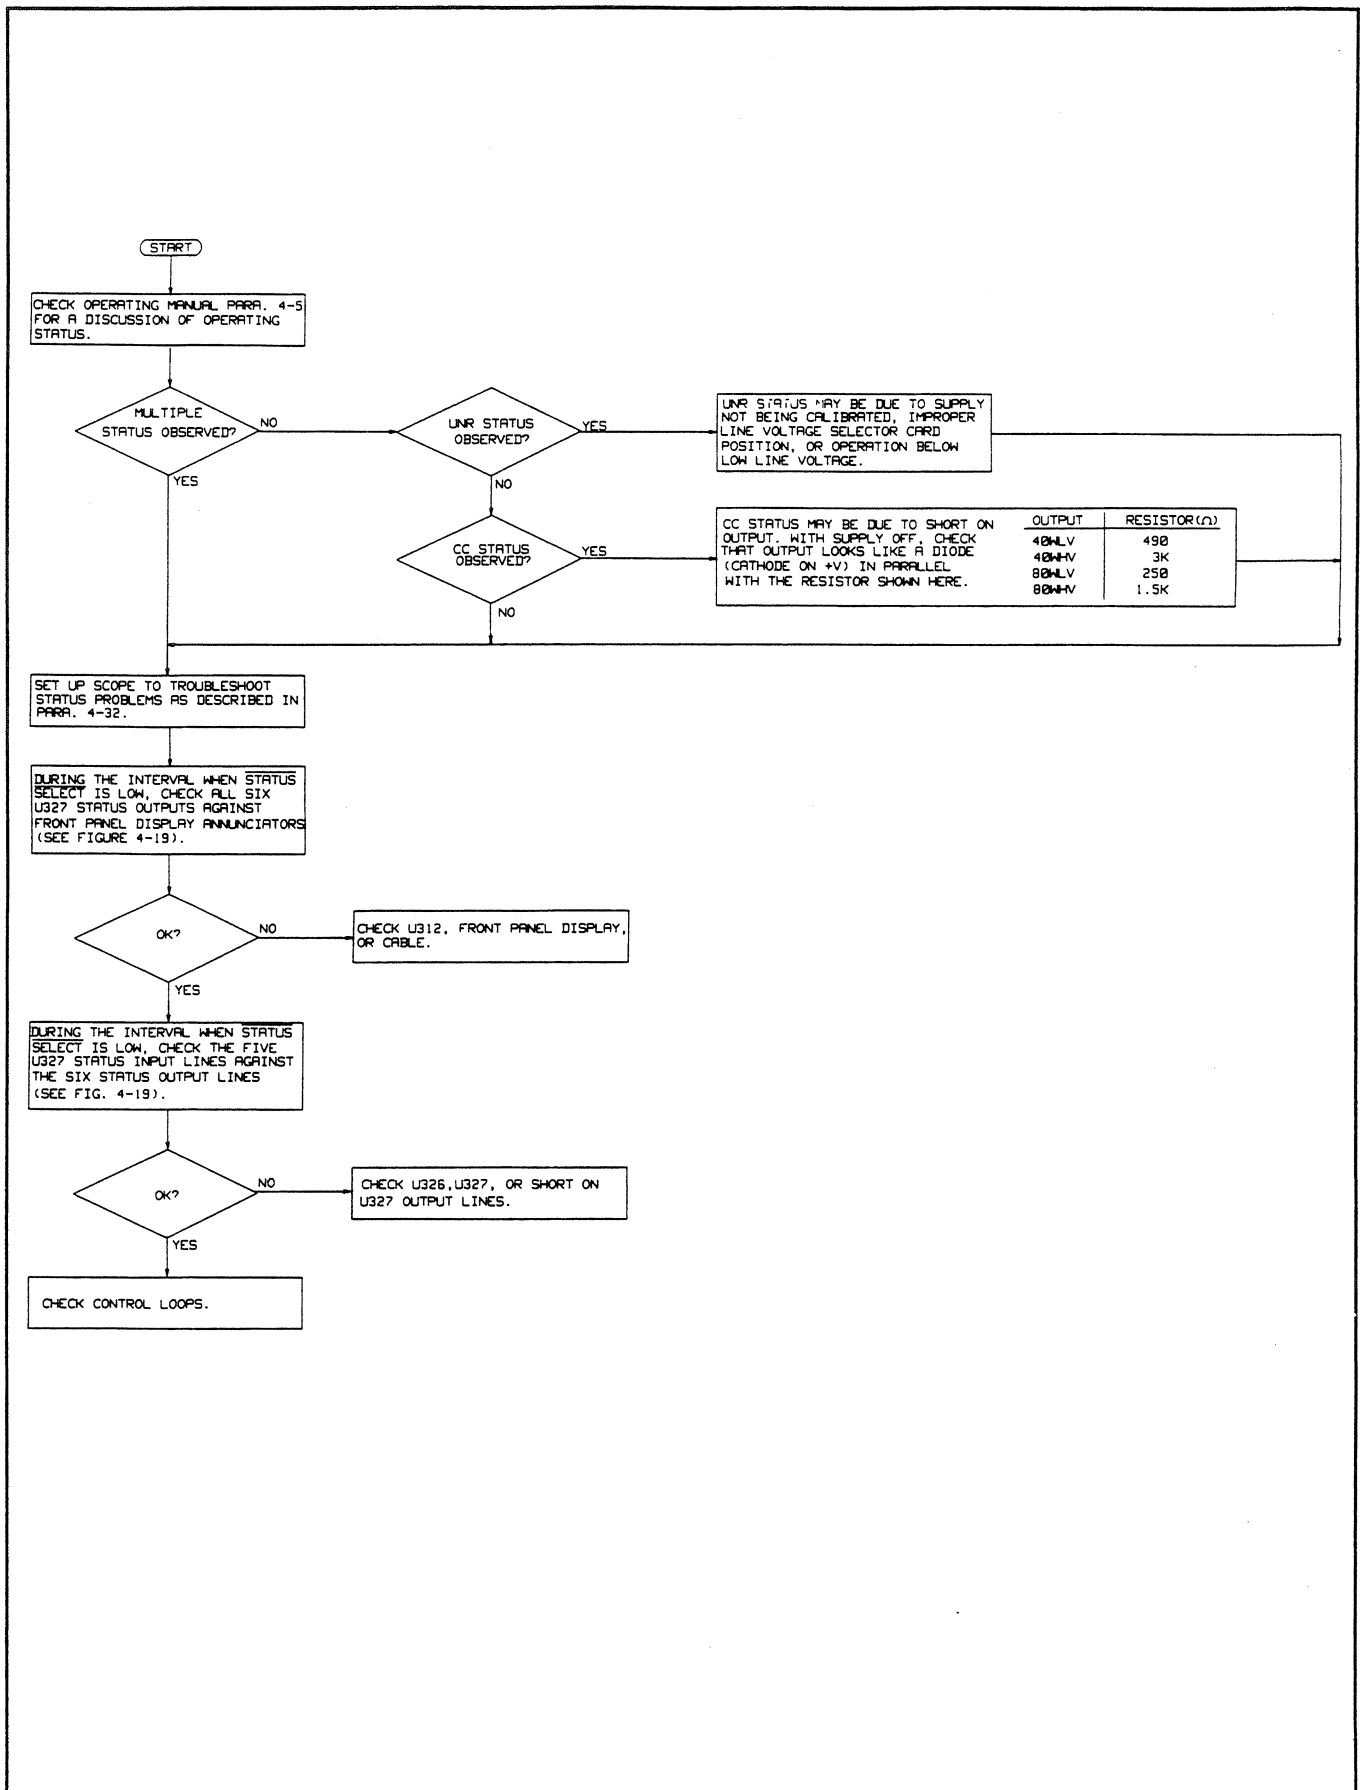 START
CHECK OPERATING MANUAL PARA. 4-5
FOR A DISCUSSION OF OPERATING
STATUS.
MULTIPLE
STATUS OBSERVED?
NO
YES
UNR STATUS
OBSERVED?
YES
NO
UNR STATUS MAY BE DUE TO SUPPLY
NOT BEING CALIBRATED, IMPROPER
LINE VOLTAGE SELECTOR CARD
POSITION, OR OPERATION BELOW
LOW LINE VOLTAGE.
CC STATUS
OBSERVED?
YES
NO
CC STATUS MAY BE DUE TO SHORT ON
OUTPUT. WITH SUPPLY OFF, CHECK
THAT OUTPUT LOOKS LIKE A DIODE
(CATHODE ON +V) IN PARALLEL
WITH THE RESISTOR SHOWN HERE.
OUTPUT RESISTOR(Ω)
40WLV 490
40WHV 3K
80WLV 250
80WHV 1.5K
SET UP SCOPE TO TROUBLESHOOT
STATUS PROBLEMS AS DESCRIBED IN
PARA. 4-32.
DURING THE INTERVAL WHEN STATUS
SELECT IS LOW, CHECK ALL SIX
U327 STATUS OUTPUTS AGAINST
FRONT PANEL DISPLAY ANNUNCIATORS
(SEE FIGURE 4-19).
OK?
NO
YES
CHECK U312, FRONT PANEL DISPLAY,
OR CABLE.
DURING THE INTERVAL WHEN STATUS
SELECT IS LOW, CHECK THE FIVE
U327 STATUS INPUT LINES AGAINST
THE SIX STATUS OUTPUT LINES
(SEE FIG. 4-19).
OK?
NO
YES
CHECK U326,U327, OR SHORT ON
U327 OUTPUT LINES.
CHECK CONTROL LOOPS.